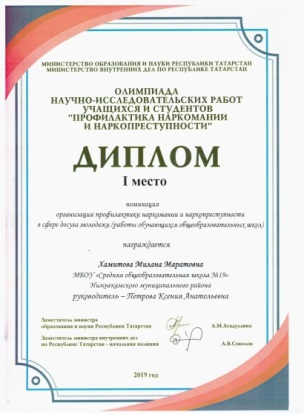 МИНИСТЕРСТВО ОБРАЗОВАНИЯ И НАУКИ РЕСПУБЛИКИ ТАТАРСТАН
МИНИСТЕРСТВО ВНУТРЕННИХ ДЕЛ ПО РЕСПУБЛИКЕ ТАТАРСТАН
ОЛИМПИАДА
НАУЧНО-ИССЛЕДОВАТЕЛЬСКИХ РАБОТ
УЧАЩИХСЯ И СТУДЕНТОВ
"ПРОФИЛАКТИКА НАРКОМАНИИ
И НАРКОПРЕСТУПНОСТИ"
ДИПЛОМ
I место
номинация
организация профилактики наркомании и наркопреступности
в сфере досуга молодежи (работы обучающихся общеобразовательных школ)
награждается
Хамитова Милана Маратовна
МБОУ «Средняя общеобразовательная школа №19»
Нижнекамского муниципального района
руководитель – Петрова Ксения Анатольевна
Заместитель министра
образования и науки Республики Татарстан
А.М.Асадуллина
Заместитель министра внутренних дел
по Республике Татарстан - начальник полиции
А.В.Соколов
2019 год